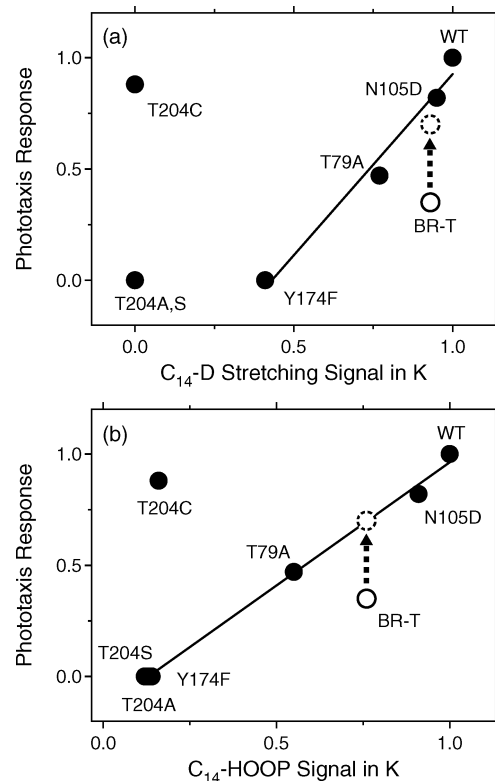 (a)
WT
1.0
N105D
T204C
Phototaxis Response
T79A
0.5
BR-T
0.0
T204A,S
Y174F
0.0
0.5
1.0
C₁₄-D Stretching Signal in K
(b)
WT
1.0
T204C
N105D
Phototaxis Response
T79A
0.5
BR-T
T204S
0.0
Y174F
T204A
0.0
0.5
1.0
C₁₄-HOOP Signal in K